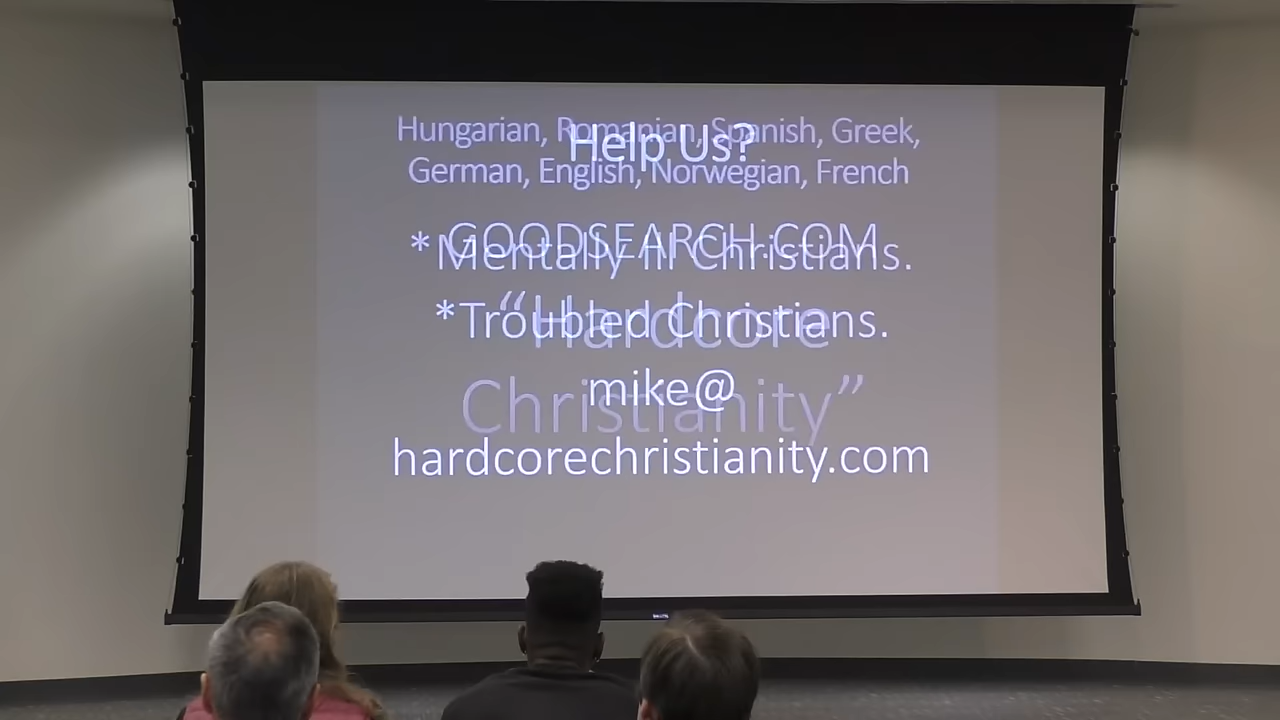 Hungarian, Romanian, Spanish, Greek,
Help Us?
German, English, Norwegian, French
GOODSEARCH.COM
*Mentally Ill Christians.
*Troubled Christians.
“Hardcore
mike@
Christianity”
hardcorechristianity.com